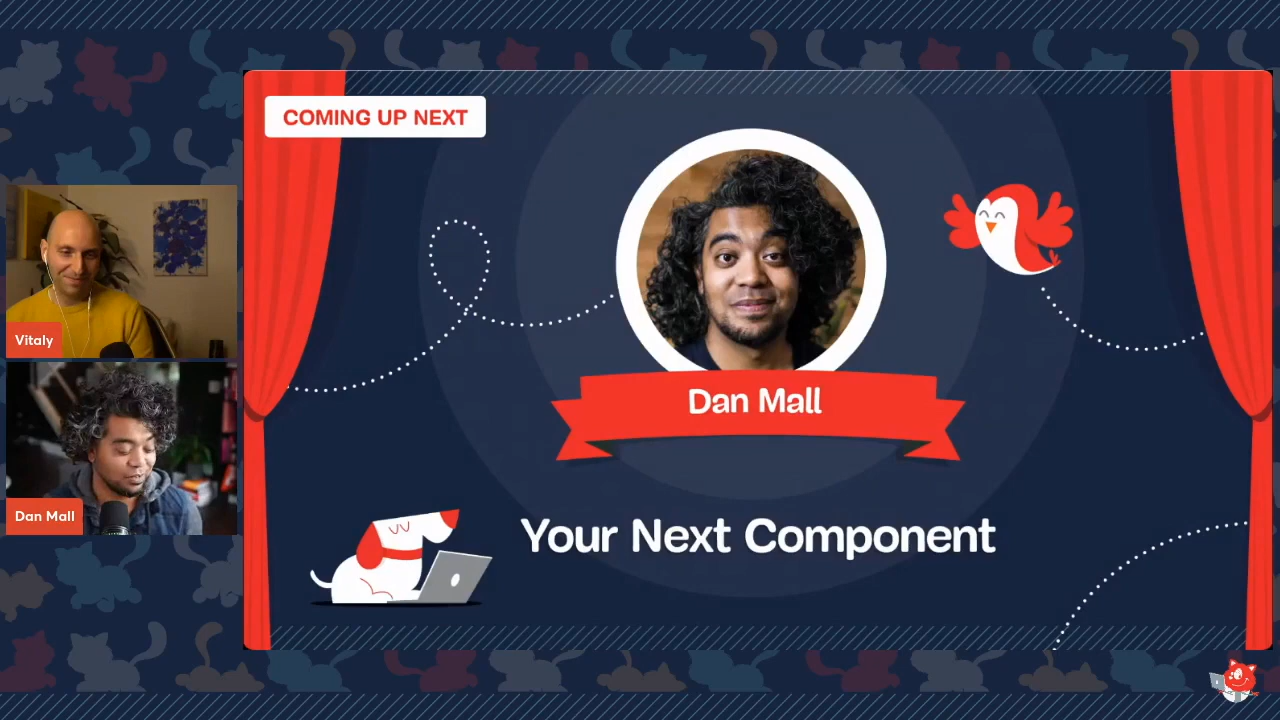 COMING UP NEXT
Vitaly
Dan Mall
Dan Mall
Your Next Component